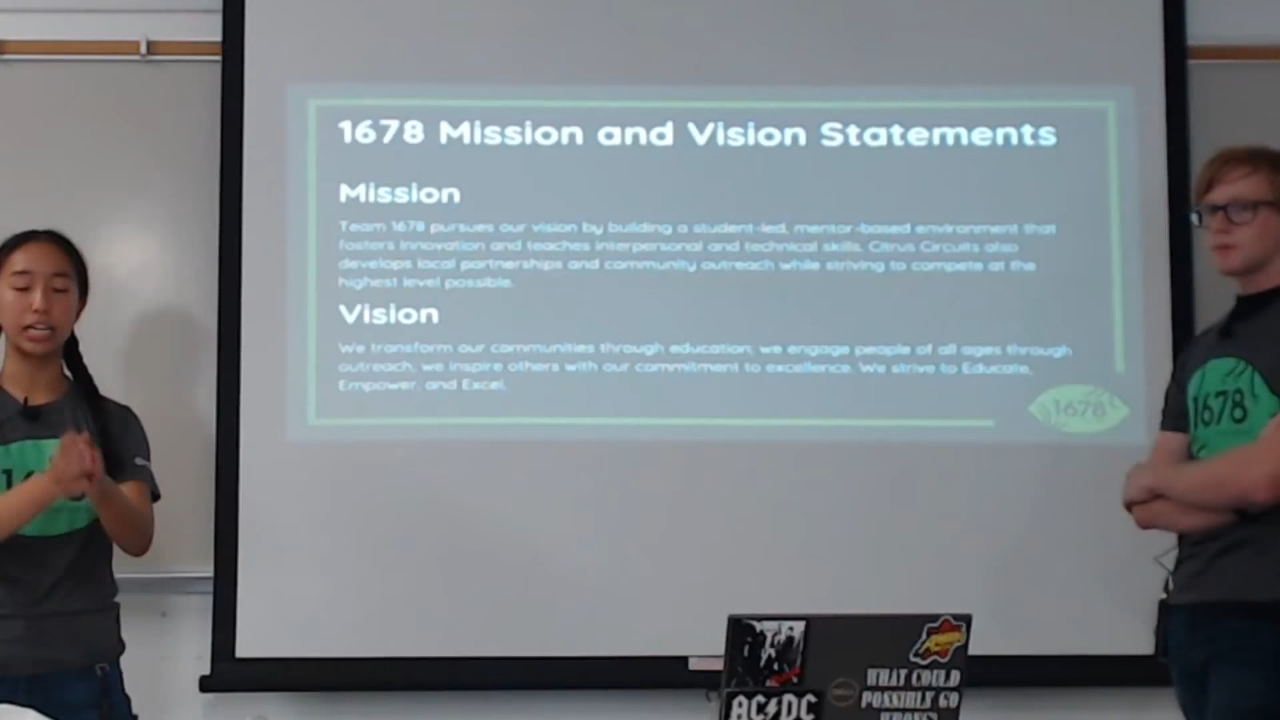 1678 Mission and Vision Statements
Mission
Team 1678 pursues our vision by building a student-led, mentor-based environment that
fosters innovation and teaches interpersonal and technical skills. Citrus Circuits also
develops local partnerships and community outreach while striving to compete at the
highest level possible.
Vision
We transform our communities through education; we engage people of all ages through
outreach; we inspire others with our commitment to excellence. We strive to Educate,
Empower, and Excel.
1678
1678
AC⚡DC
WHAT COULD
POSSIBLY GO
WRONG?